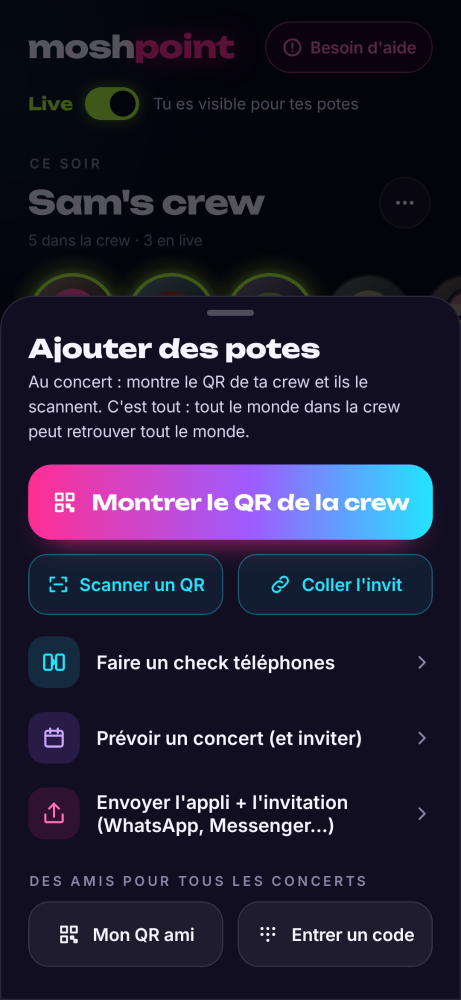 moshpoint
Besoin d'aide
Live
Tu es visible pour tes potes
CE SOIR
Sam's crew
5 dans la crew · 3 en live
Ajouter des potes
Au concert : montre le QR de ta crew et ils le
scannent. C'est tout : tout le monde dans la crew
peut retrouver tout le monde.
Montrer le QR de la crew
Scanner un QR
Coller l'invit
Faire un check téléphones
Prévoir un concert (et inviter)
Envoyer l'appli + l'invitation
(WhatsApp, Messenger…)
DES AMIS POUR TOUS LES CONCERTS
Mon QR ami
Entrer un code